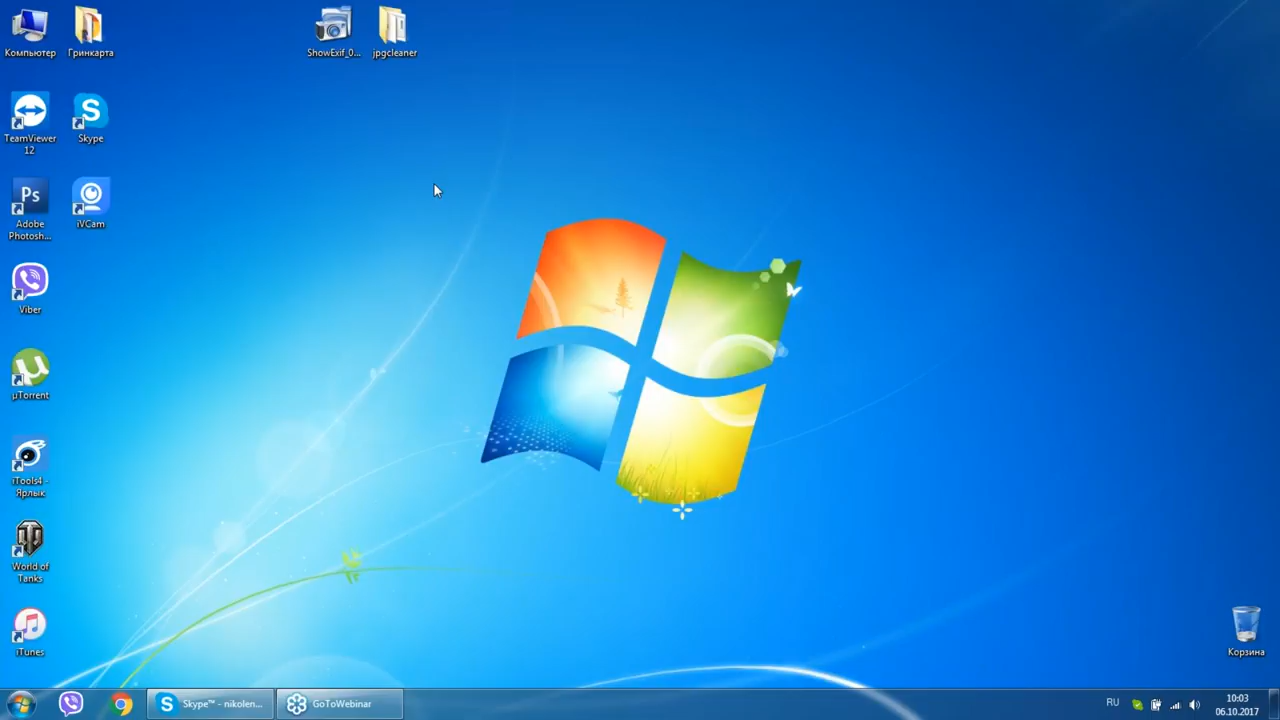 Компьютер
Гринкарта
ShowExif_0...
jpgcleaner
TeamViewer
12
Skype
Ps
Adobe
Photosh...
iVCam
Viber
µTorrent
iTools4 -
Ярлык
World of
Tanks
iTunes
Корзина
Skype™ - nikolen...
GoToWebinar
RU
10:03
06.10.2017